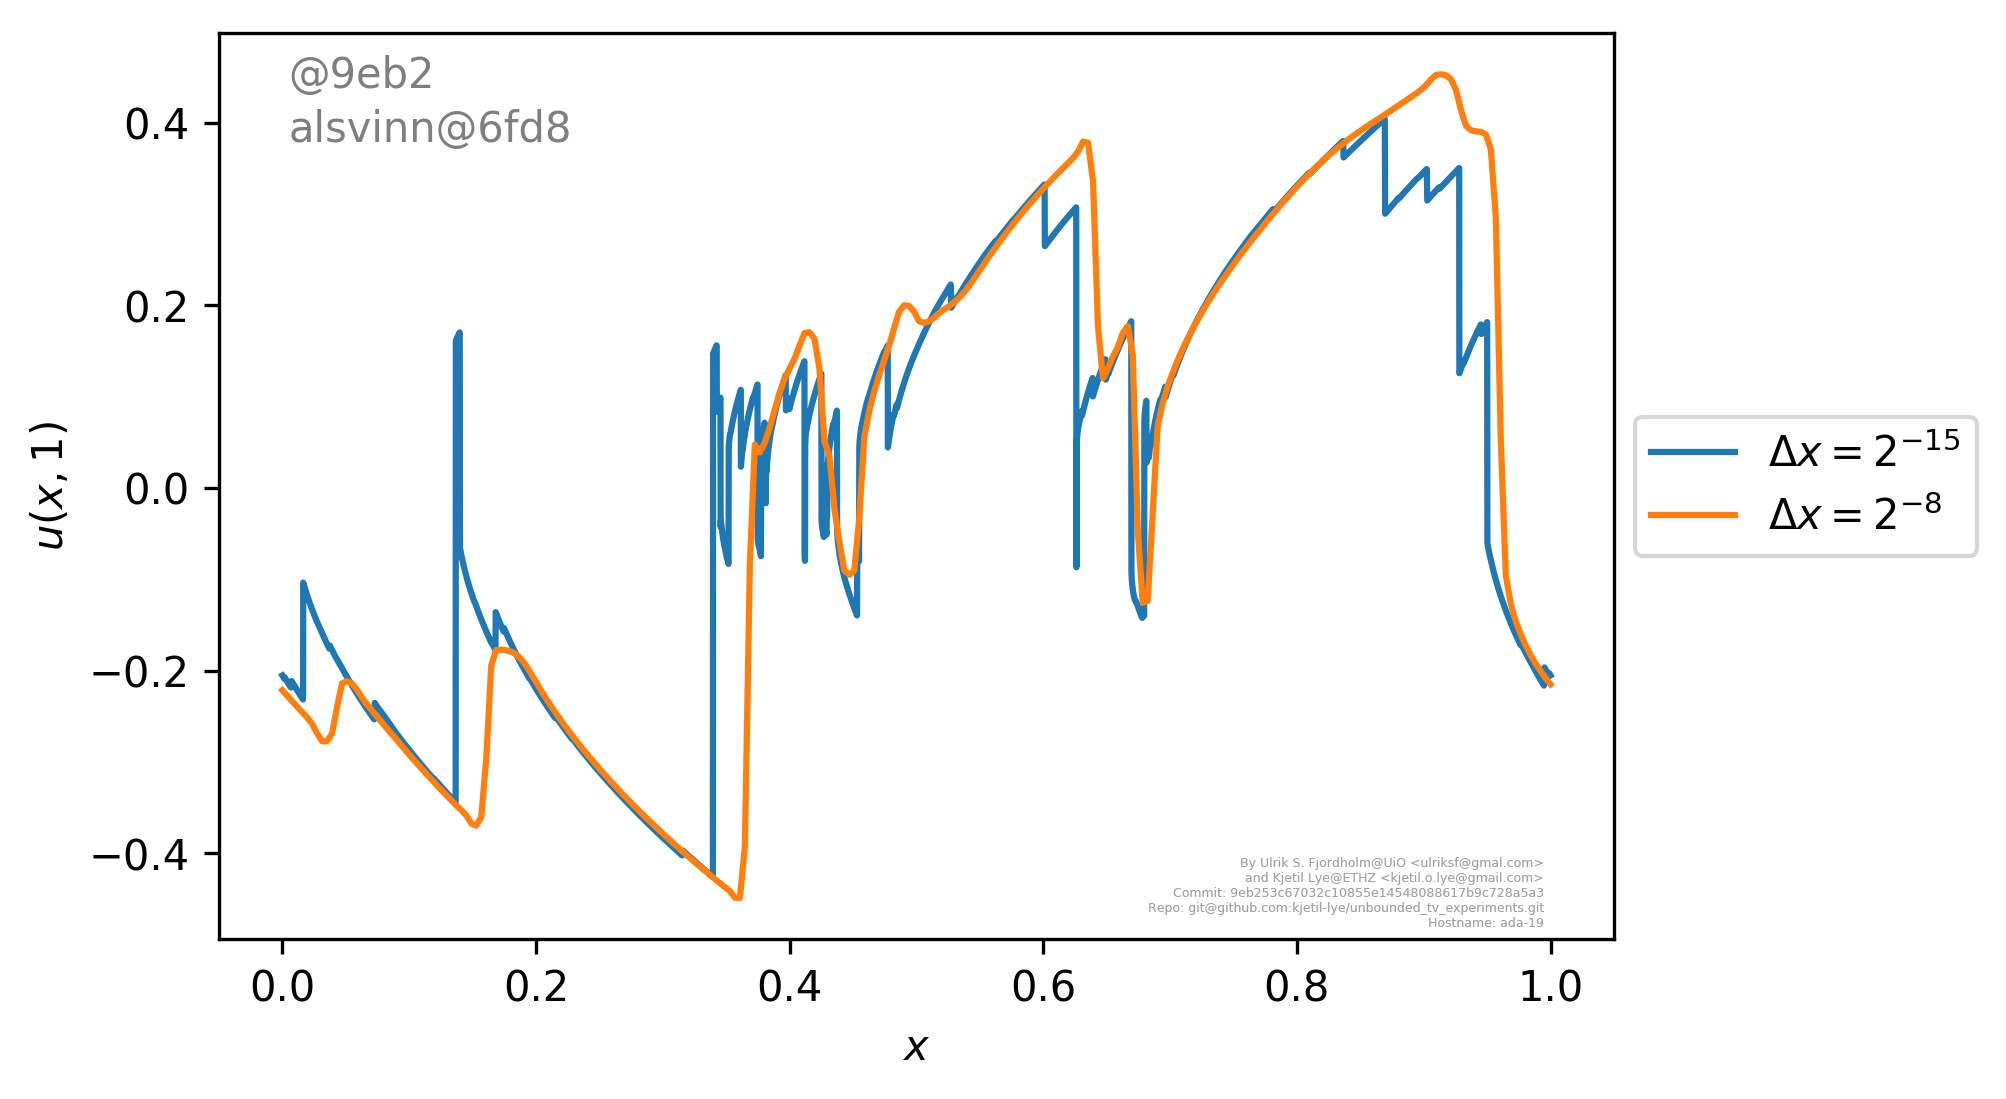 @9eb2
alsvinn@6fd8
0.4
0.2
0.0
−0.2
−0.4
u(x, 1)
0.0 0.2 0.4 0.6 0.8 1.0
x
Δx = 2⁻¹⁵
Δx = 2⁻⁸
By Ulrik S. Fjordholm@UiO <ulriksf@gmal.com>
and Kjetil Lye@ETHZ <kjetil.o.lye@gmail.com>
Commit: 9eb253c67032c10855e14548088617b9c728a5a3
Repo: git@github.com:kjetil-lye/unbounded_tv_experiments.git
Hostname: ada-19